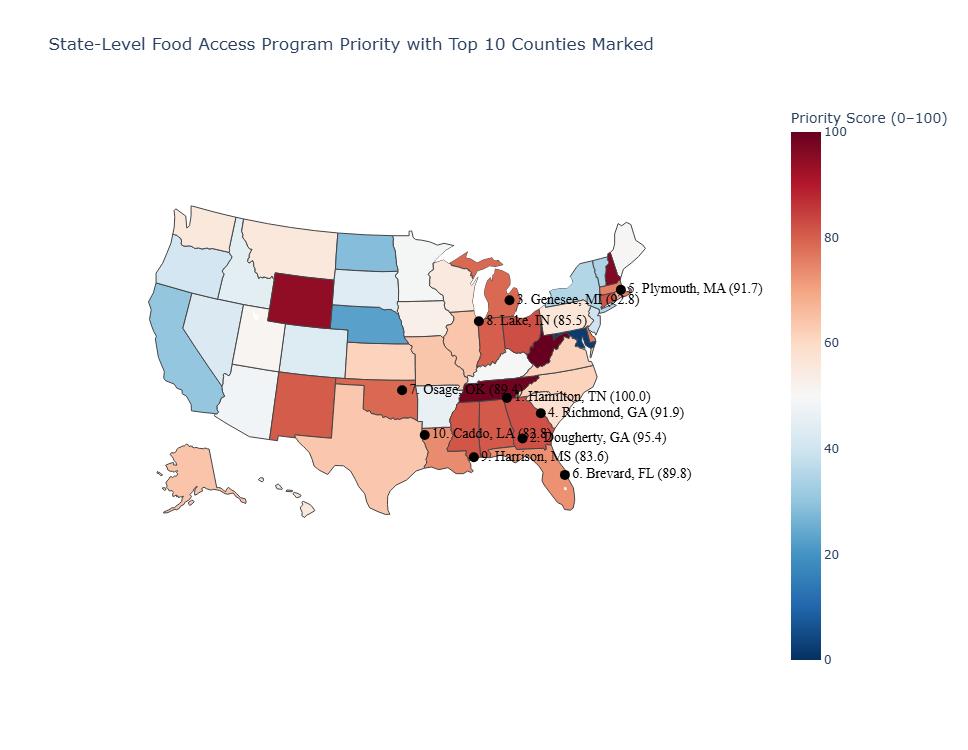 State-Level Food Access Program Priority with Top 10 Counties Marked
Priority Score (0–100)
100
80
60
40
20
0
5. Plymouth, MA (91.7)
3. Genesee, MI (92.8)
8. Lake, IN (85.5)
7. Osage, OK (89.4)
1. Hamilton, TN (100.0)
4. Richmond, GA (91.9)
10. Caddo, LA (82.8)
2. Dougherty, GA (95.4)
9. Harrison, MS (83.6)
6. Brevard, FL (89.8)